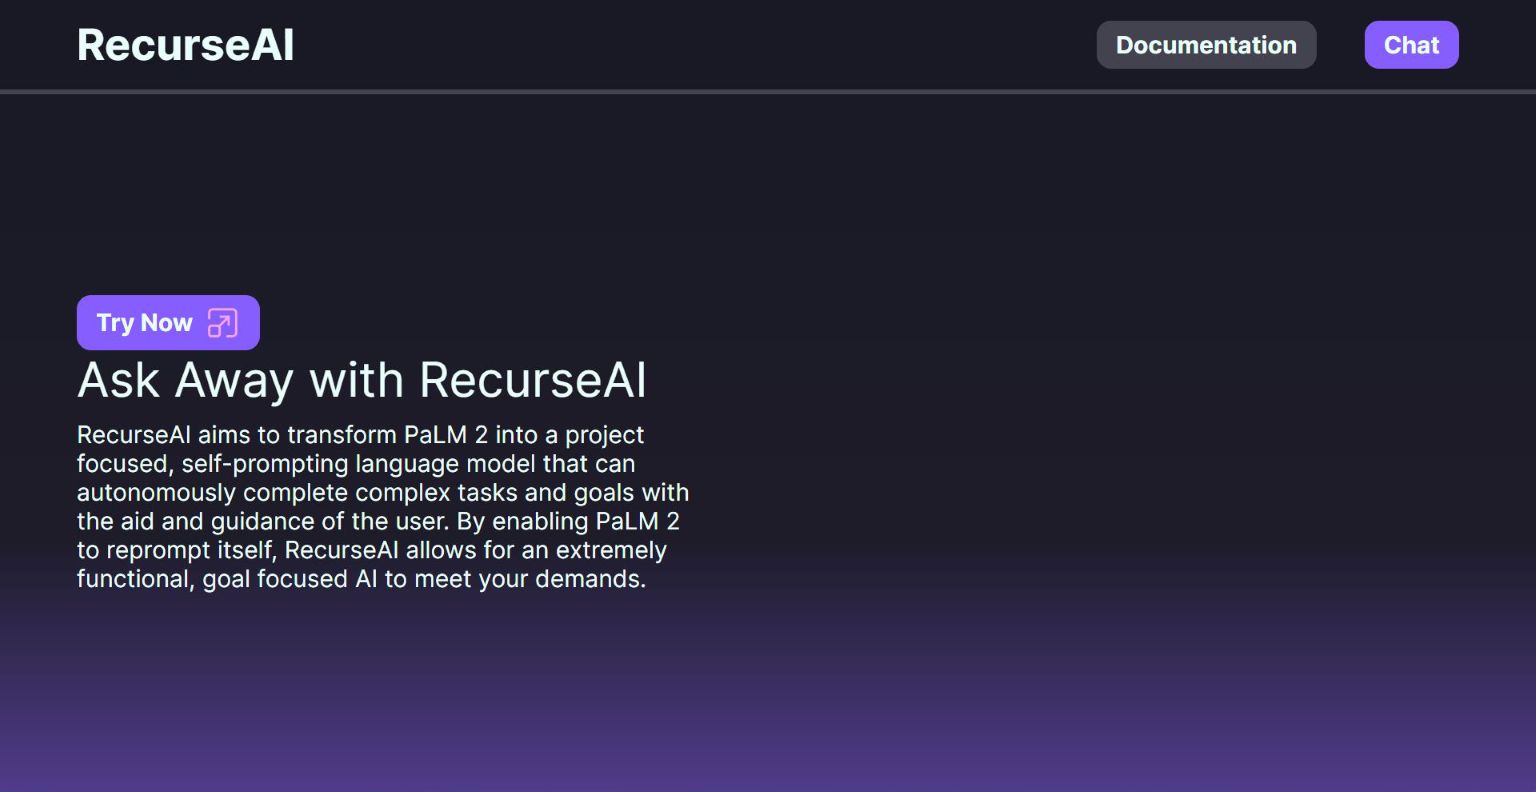 RecurseAI
Documentation
Chat
Try Now
Ask Away with RecurseAI
RecurseAI aims to transform PaLM 2 into a project
focused, self-prompting language model that can
autonomously complete complex tasks and goals with
the aid and guidance of the user. By enabling PaLM 2
to reprompt itself, RecurseAI allows for an extremely
functional, goal focused AI to meet your demands.